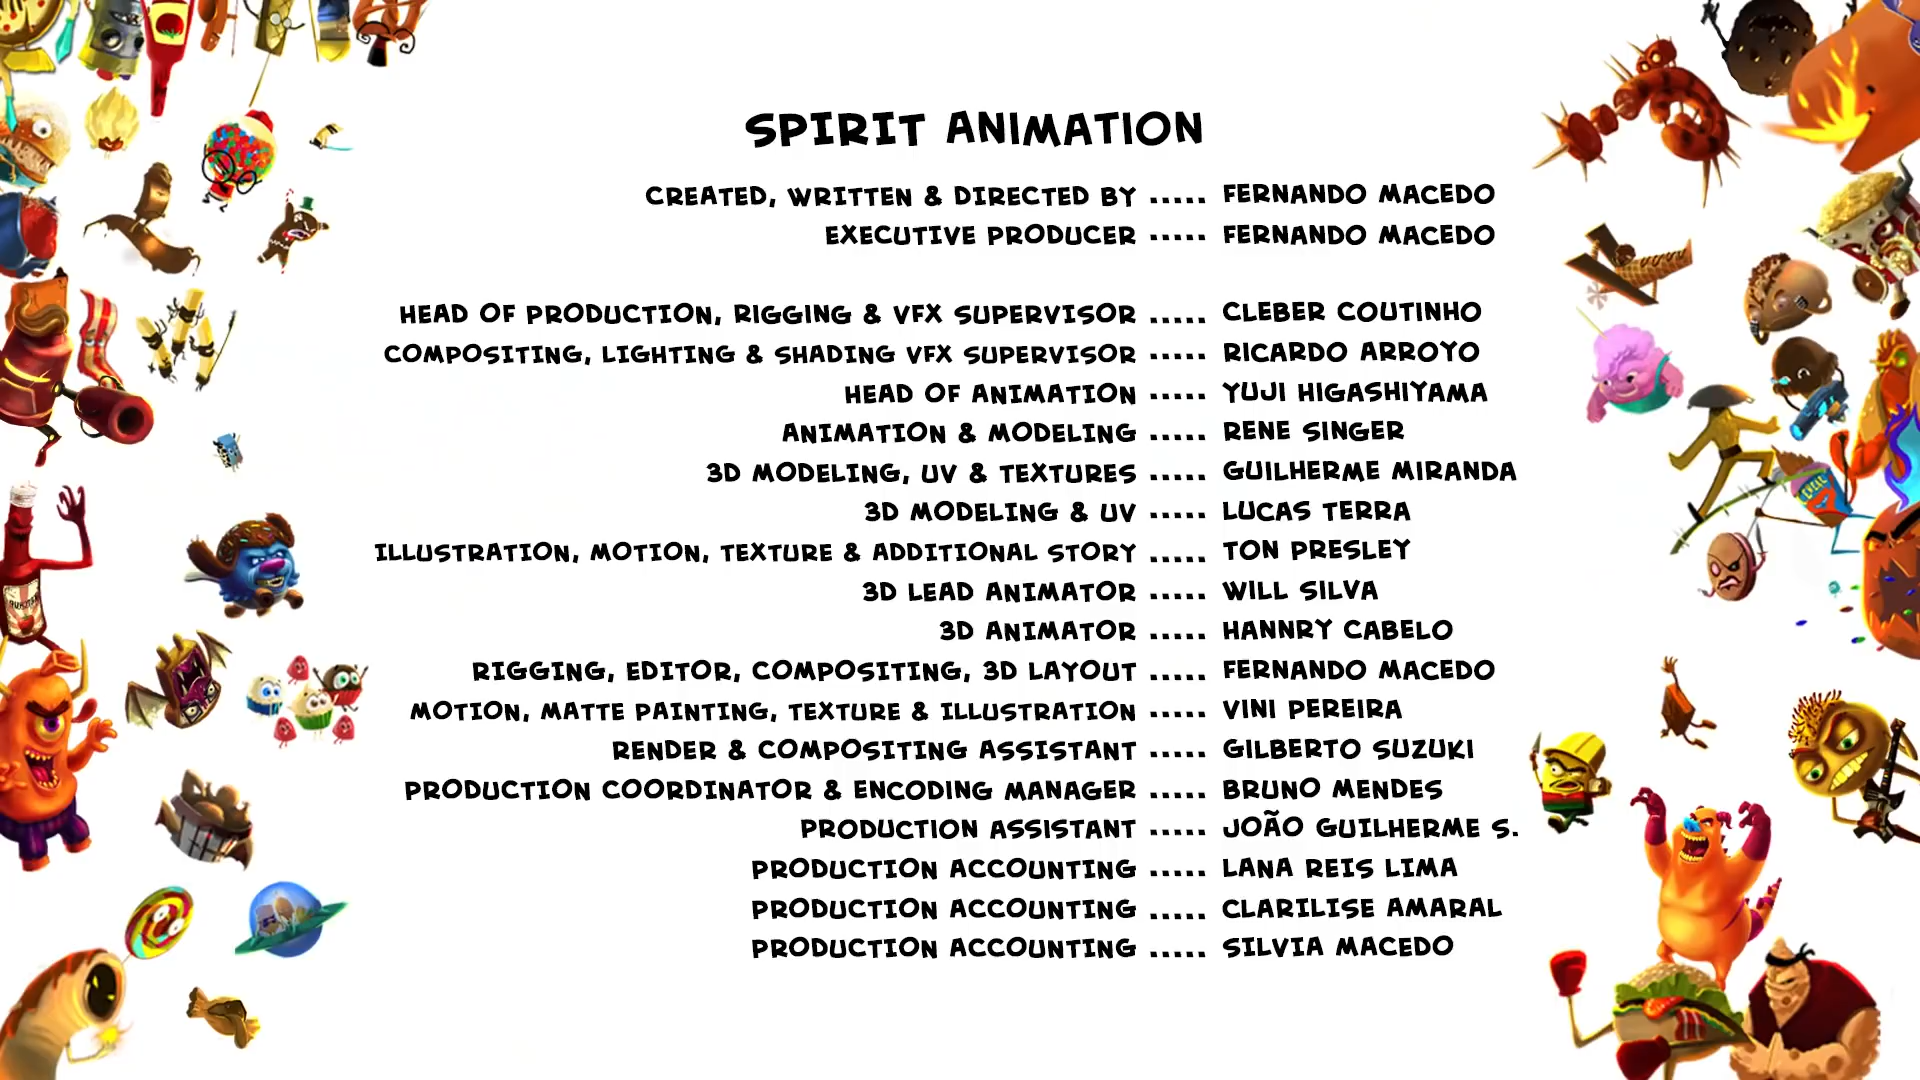 SPIRIT ANIMATION
CREATED, WRITTEN & DIRECTED BY ..... FERNANDO MACEDO
EXECUTIVE PRODUCER ..... FERNANDO MACEDO
HEAD OF PRODUCTION, RIGGING & VFX SUPERVISOR ..... CLEBER COUTINHO
COMPOSITING, LIGHTING & SHADING VFX SUPERVISOR ..... RICARDO ARROYO
HEAD OF ANIMATION ..... YUJI HIGASHIYAMA
ANIMATION & MODELING ..... RENE SINGER
3D MODELING, UV & TEXTURES ..... GUILHERME MIRANDA
3D MODELING & UV ..... LUCAS TERRA
ILLUSTRATION, MOTION, TEXTURE & ADDITIONAL STORY ..... TON PRESLEY
3D LEAD ANIMATOR ..... WILL SILVA
3D ANIMATOR ..... HANNRY CABELO
RIGGING, EDITOR, COMPOSITING, 3D LAYOUT ..... FERNANDO MACEDO
MOTION, MATTE PAINTING, TEXTURE & ILLUSTRATION ..... VINI PEREIRA
RENDER & COMPOSITING ASSISTANT ..... GILBERTO SUZUKI
PRODUCTION COORDINATOR & ENCODING MANAGER ..... BRUNO MENDES
PRODUCTION ASSISTANT ..... JOÃO GUILHERME S.
PRODUCTION ACCOUNTING ..... LANA REIS LIMA
PRODUCTION ACCOUNTING ..... CLARILISE AMARAL
PRODUCTION ACCOUNTING ..... SILVIA MACEDO